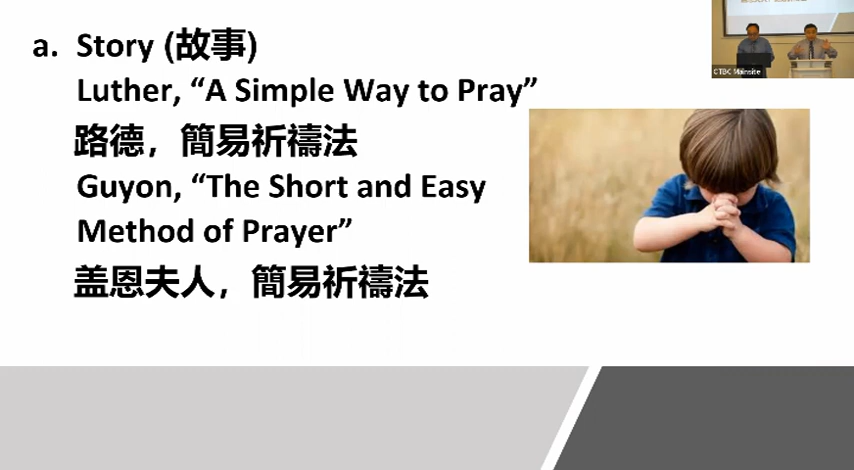 a. Story (故事)
Luther, “A Simple Way to Pray”
路德，簡易祈禱法
Guyon, “The Short and Easy
Method of Prayer”
盖恩夫人，簡易祈禱法
CTBC Mainsite